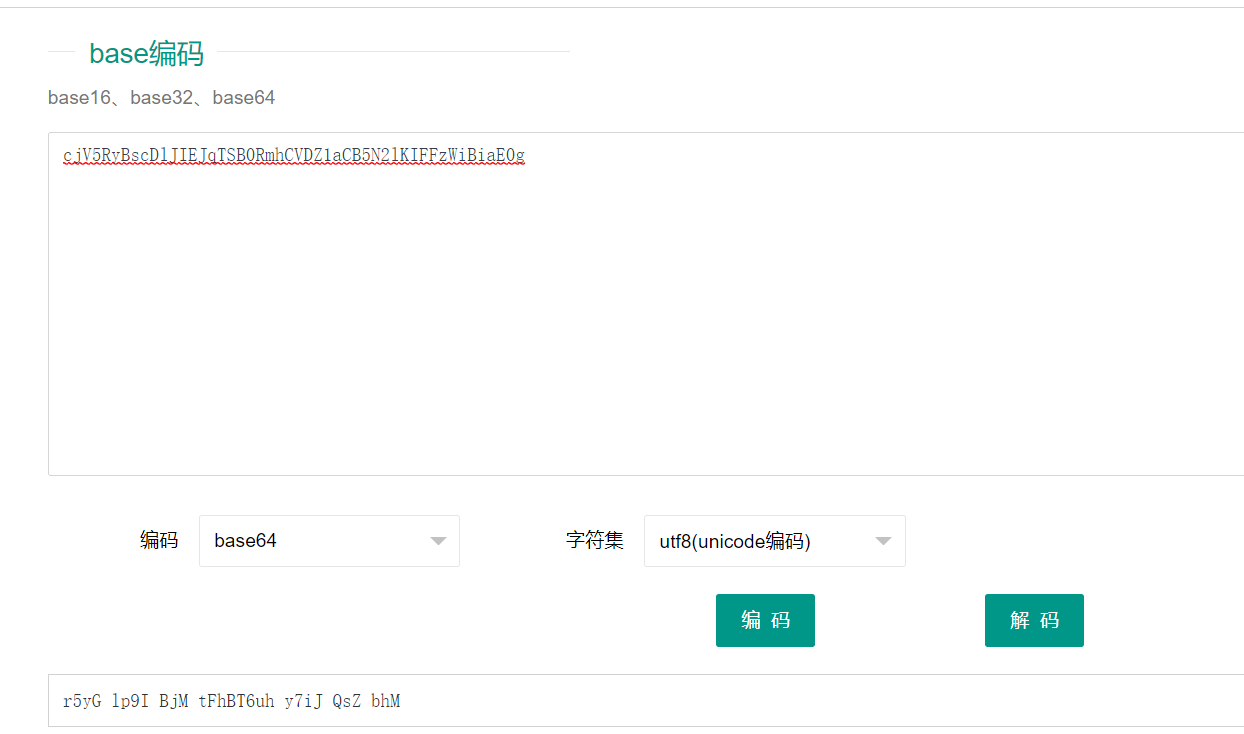 base编码
base16、base32、base64
cjV5RyBscDlJIEJqTSB0RmhCVDZ1aCB5N2lKIFFzWiBiaE0g
编码 base64 字符集 utf8(unicode编码)
编 码 解 码
r5yG lp9I BjM tFhBT6uh y7iJ QsZ bhM